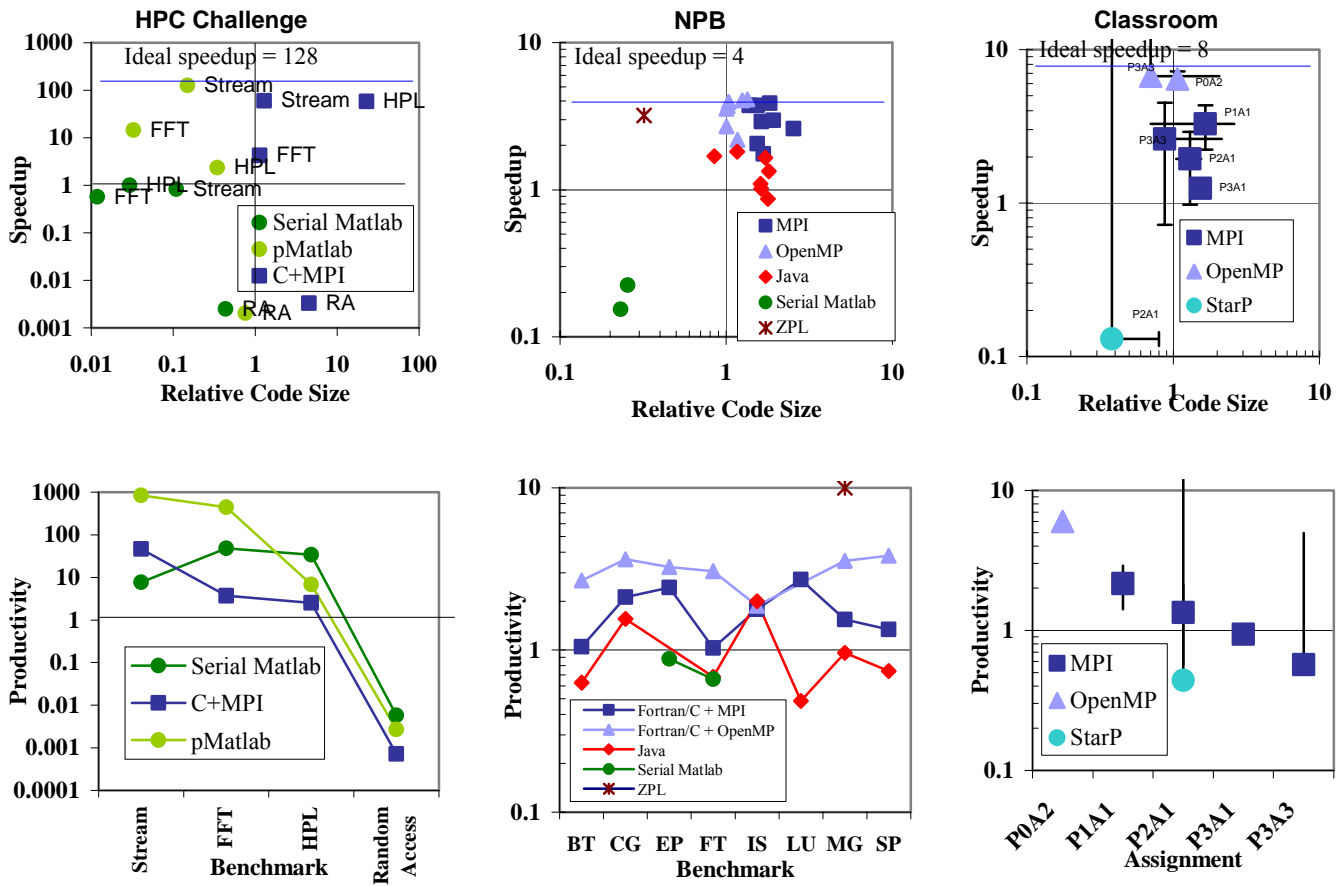 HPC Challenge
Ideal speedup = 128
Speedup
1000
100
10
1
0.1
0.01
0.001
Stream
Stream
HPL
FFT
FFT
HPL
HPL
Stream
FFT
RA
RA
RA
Serial Matlab
pMatlab
C+MPI
0.01
0.1
1
10
100
Relative Code Size
NPB
Ideal speedup = 4
Speedup
10
1
0.1
MPI
OpenMP
Java
Serial Matlab
ZPL
0.1
1
10
Relative Code Size
Classroom
Ideal speedup = 8
Speedup
10
1
0.1
P3A3
P0A2
P1A1
P3A3
P2A1
P3A1
P2A1
MPI
OpenMP
StarP
0.1
1
10
Relative Code Size
Productivity
1000
100
10
1
0.1
0.01
0.001
0.0001
Serial Matlab
C+MPI
pMatlab
Stream
FFT
HPL
Random
Access
Benchmark
Productivity
10
1
0.1
Fortran/C + MPI
Fortran/C + OpenMP
Java
Serial Matlab
ZPL
BT
CG
EP
FT
IS
LU
MG
SP
Benchmark
Productivity
10
1
0.1
MPI
OpenMP
StarP
P0A2
P1A1
P2A1
P3A1
P3A3
Assignment